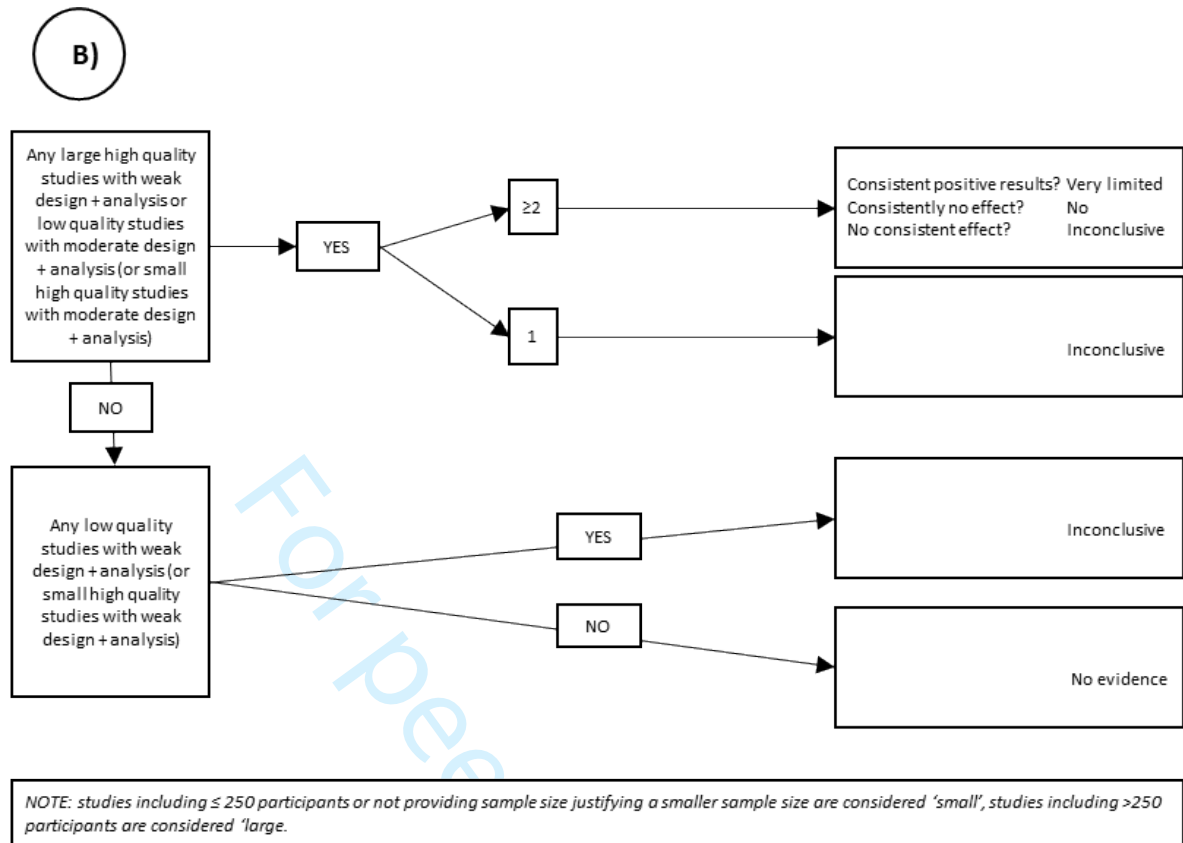 B)
Any large high quality
studies with weak
design + analysis or
low quality studies
with moderate design
+ analysis (or small
high quality studies
with moderate design
+ analysis)
YES
≥2
Consistent positive results? Very limited
Consistently no effect? No
No consistent effect? Inconclusive
1
Inconclusive
NO
Any low quality
studies with weak
design + analysis (or
small high quality
studies with weak
design + analysis)
YES
Inconclusive
NO
No evidence
For pee
NOTE: studies including ≤ 250 participants or not providing sample size justifying a smaller sample size are considered ‘small’, studies including >250
participants are considered ‘large.